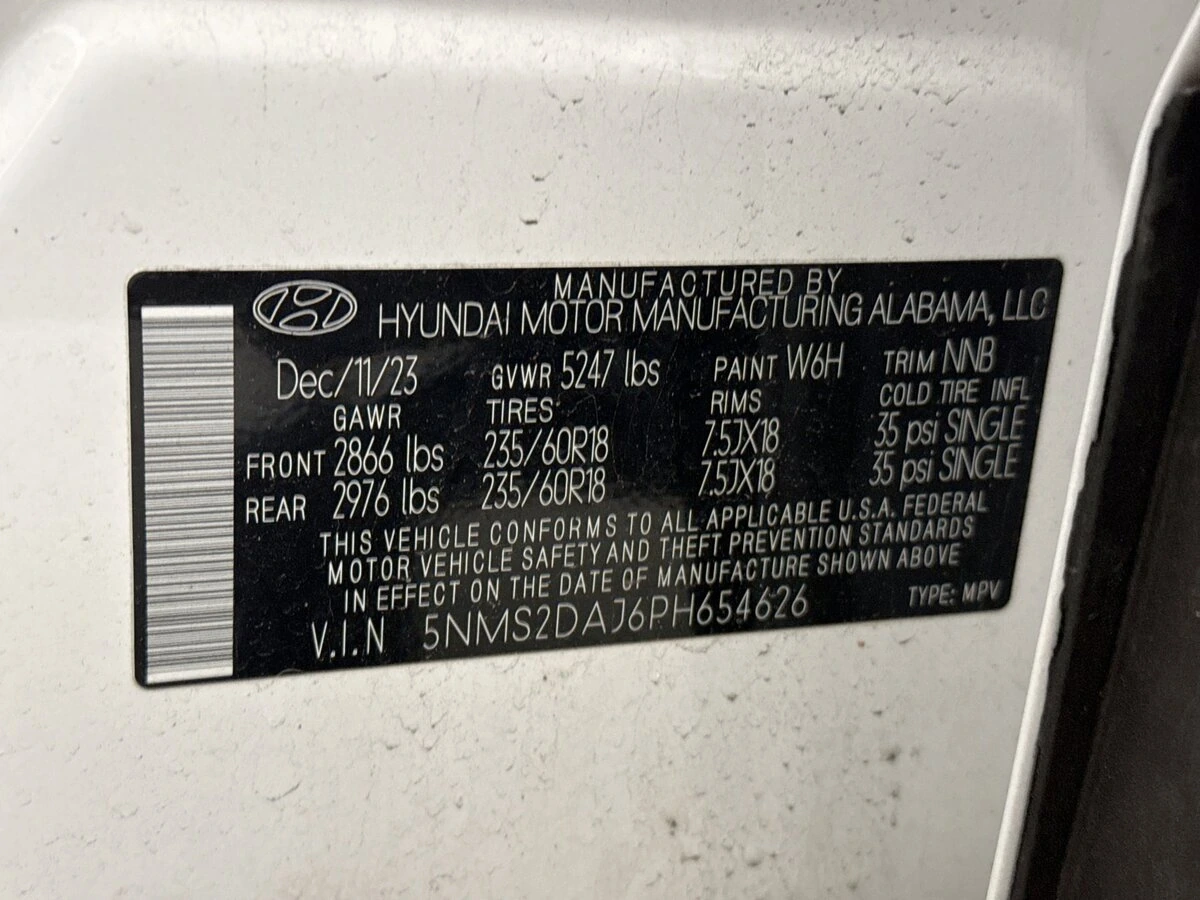 MANUFACTURED BY
HYUNDAI MOTOR MANUFACTURING ALABAMA, LLC
Dec/11/23 GVWR 5247 lbs PAINT W6H TRIM NNB
GAWR TIRES RIMS COLD TIRE INFL
FRONT 2866 lbs 235/60R18 7.5JX18 35 psi SINGLE
REAR 2976 lbs 235/60R18 7.5JX18 35 psi SINGLE
THIS VEHICLE CONFORMS TO ALL APPLICABLE U.S.A. FEDERAL
MOTOR VEHICLE SAFETY AND THEFT PREVENTION STANDARDS
IN EFFECT ON THE DATE OF MANUFACTURE SHOWN ABOVE
V.I.N 5NMS2DAJ6PH654626 TYPE: MPV